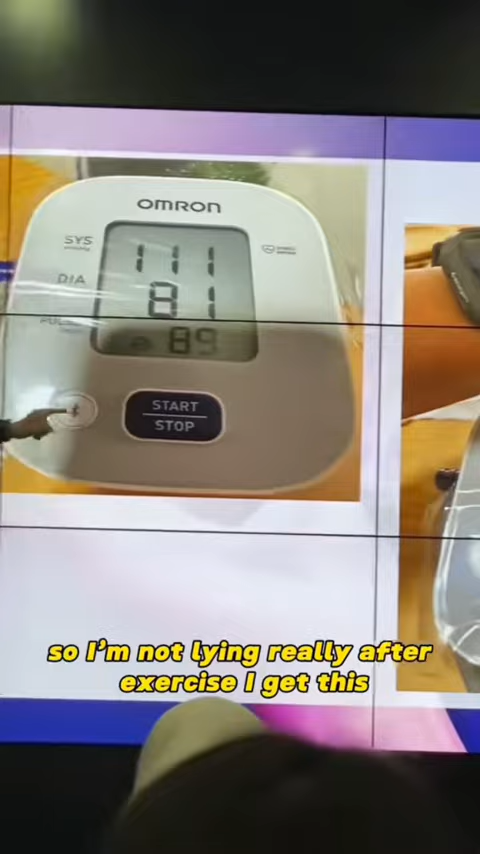 OMRON
SYS
111
DIA
81
89
START
STOP
so I'm not lying really after
exercise I get this